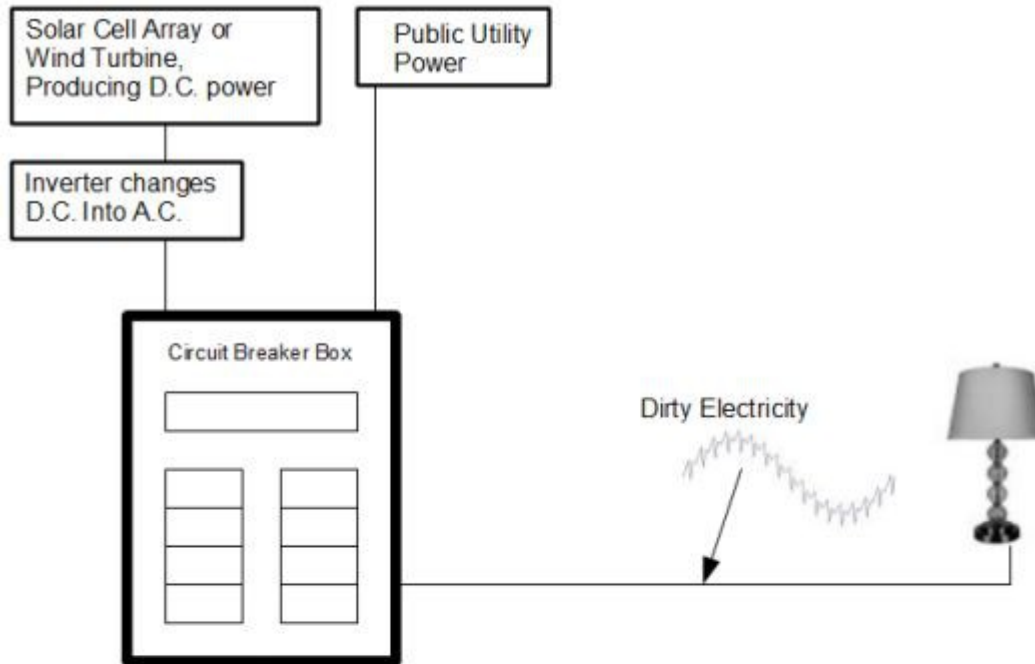 Solar Cell Array or
Wind Turbine,
Producing D.C. power
Public Utility
Power
Inverter changes
D.C. Into A.C.
Circuit Breaker Box
Dirty Electricity